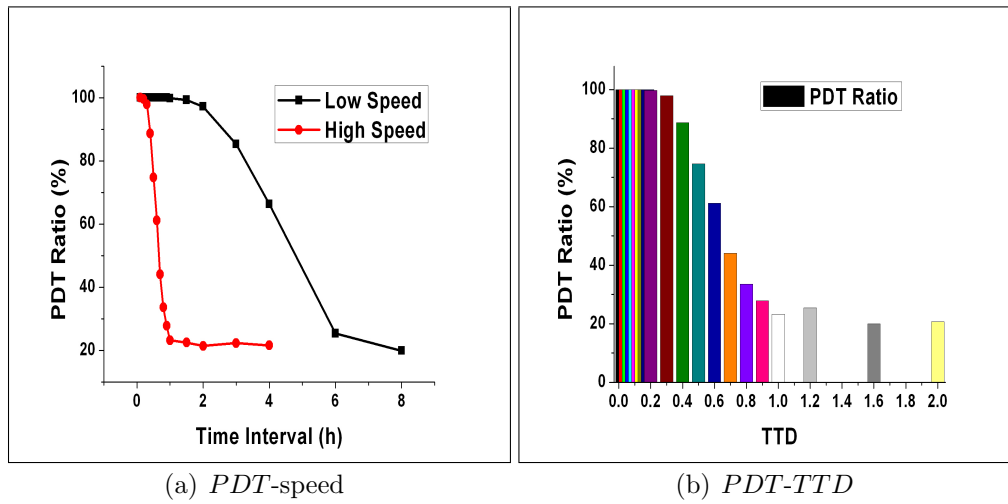 100
80
60
40
20
PDT Ratio (%)
Low Speed
High Speed
0 2 4 6 8
Time Interval (h)
(a) PDT-speed
100
80
60
40
20
0
PDT Ratio (%)
PDT Ratio
0.0 0.2 0.4 0.6 0.8 1.0 1.2 1.4 1.6 1.8 2.0
TTD
(b) PDT-TTD